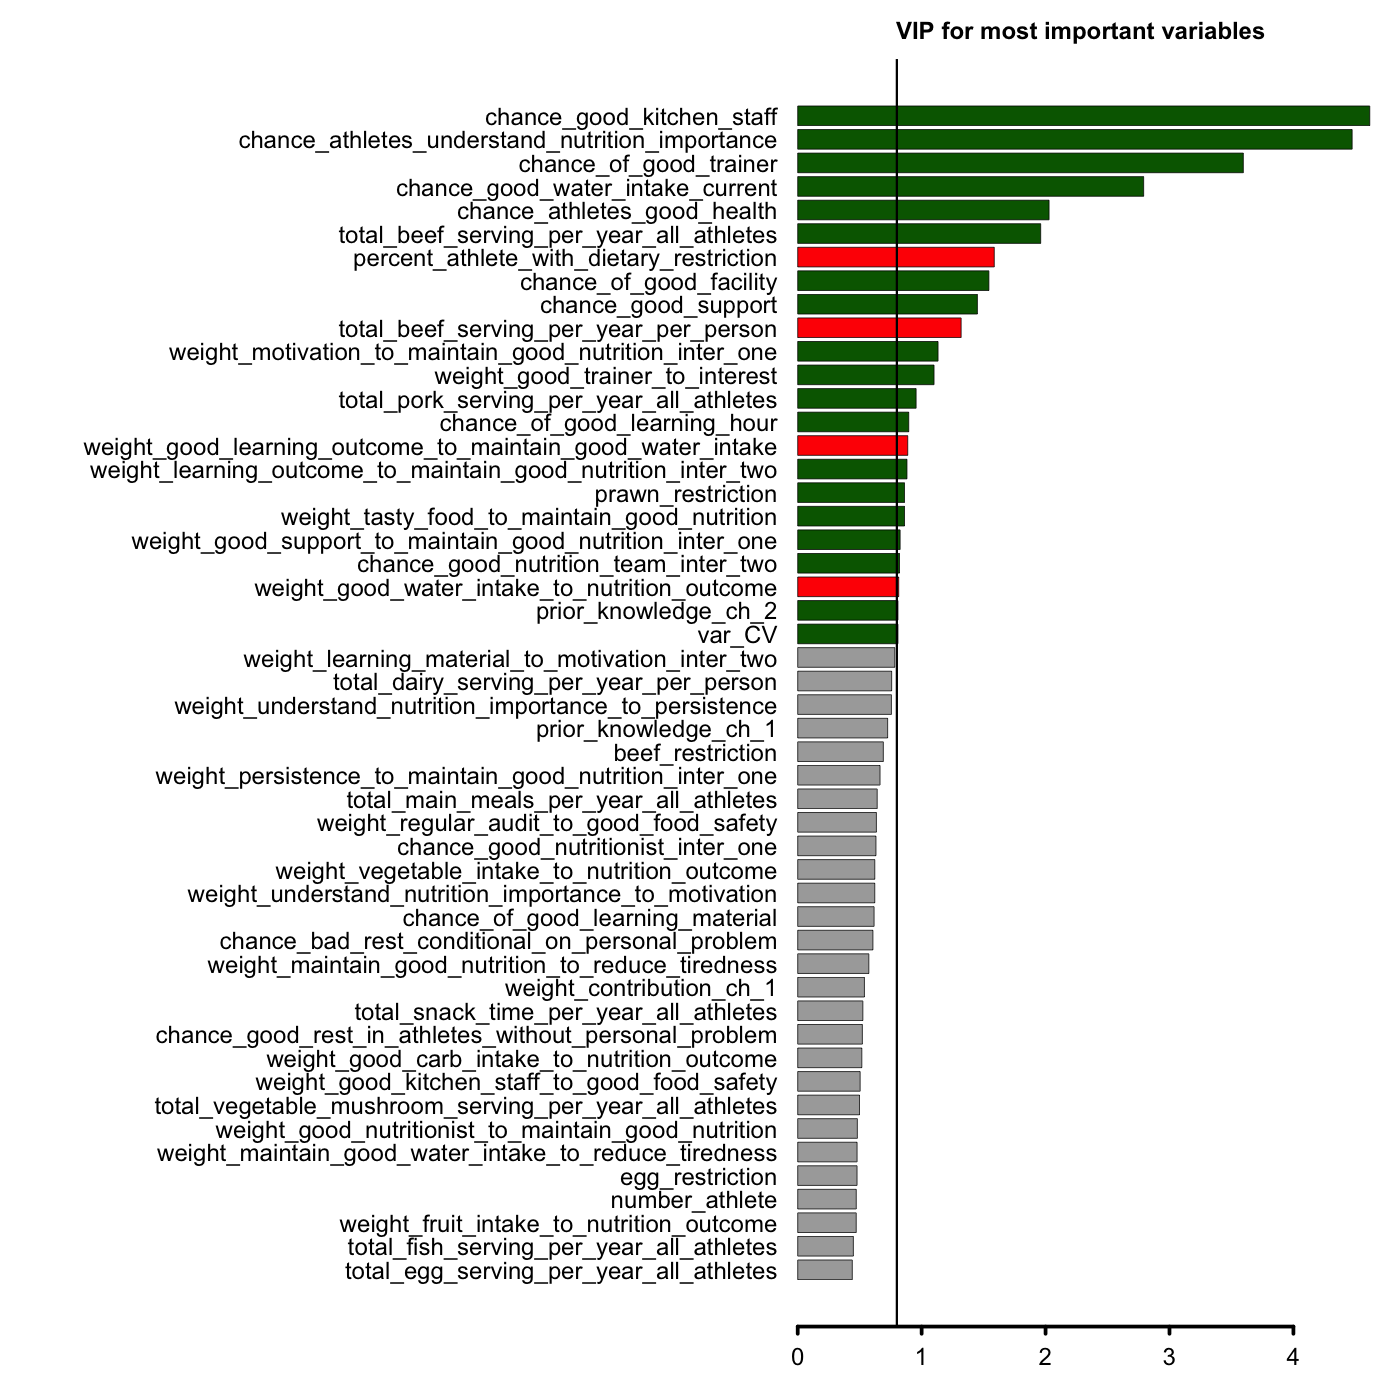 VIP for most important variables
chance_good_kitchen_staff
chance_athletes_understand_nutrition_importance
chance_of_good_trainer
chance_good_water_intake_current
chance_athletes_good_health
total_beef_serving_per_year_all_athletes
percent_athlete_with_dietary_restriction
chance_of_good_facility
chance_good_support
total_beef_serving_per_year_per_person
weight_motivation_to_maintain_good_nutrition_inter_one
weight_good_trainer_to_interest
total_pork_serving_per_year_all_athletes
chance_of_good_learning_hour
weight_good_learning_outcome_to_maintain_good_water_intake
weight_learning_outcome_to_maintain_good_nutrition_inter_two
prawn_restriction
weight_tasty_food_to_maintain_good_nutrition
weight_good_support_to_maintain_good_nutrition_inter_one
chance_good_nutrition_team_inter_two
weight_good_water_intake_to_nutrition_outcome
prior_knowledge_ch_2
var_CV
weight_learning_material_to_motivation_inter_two
total_dairy_serving_per_year_per_person
weight_understand_nutrition_importance_to_persistence
prior_knowledge_ch_1
beef_restriction
weight_persistence_to_maintain_good_nutrition_inter_one
total_main_meals_per_year_all_athletes
weight_regular_audit_to_good_food_safety
chance_good_nutritionist_inter_one
weight_vegetable_intake_to_nutrition_outcome
weight_understand_nutrition_importance_to_motivation
chance_of_good_learning_material
chance_bad_rest_conditional_on_personal_problem
weight_maintain_good_nutrition_to_reduce_tiredness
weight_contribution_ch_1
total_snack_time_per_year_all_athletes
chance_good_rest_in_athletes_without_personal_problem
weight_good_carb_intake_to_nutrition_outcome
weight_good_kitchen_staff_to_good_food_safety
total_vegetable_mushroom_serving_per_year_all_athletes
weight_good_nutritionist_to_maintain_good_nutrition
weight_maintain_good_water_intake_to_reduce_tiredness
egg_restriction
number_athlete
weight_fruit_intake_to_nutrition_outcome
total_fish_serving_per_year_all_athletes
total_egg_serving_per_year_all_athletes
0 1 2 3 4